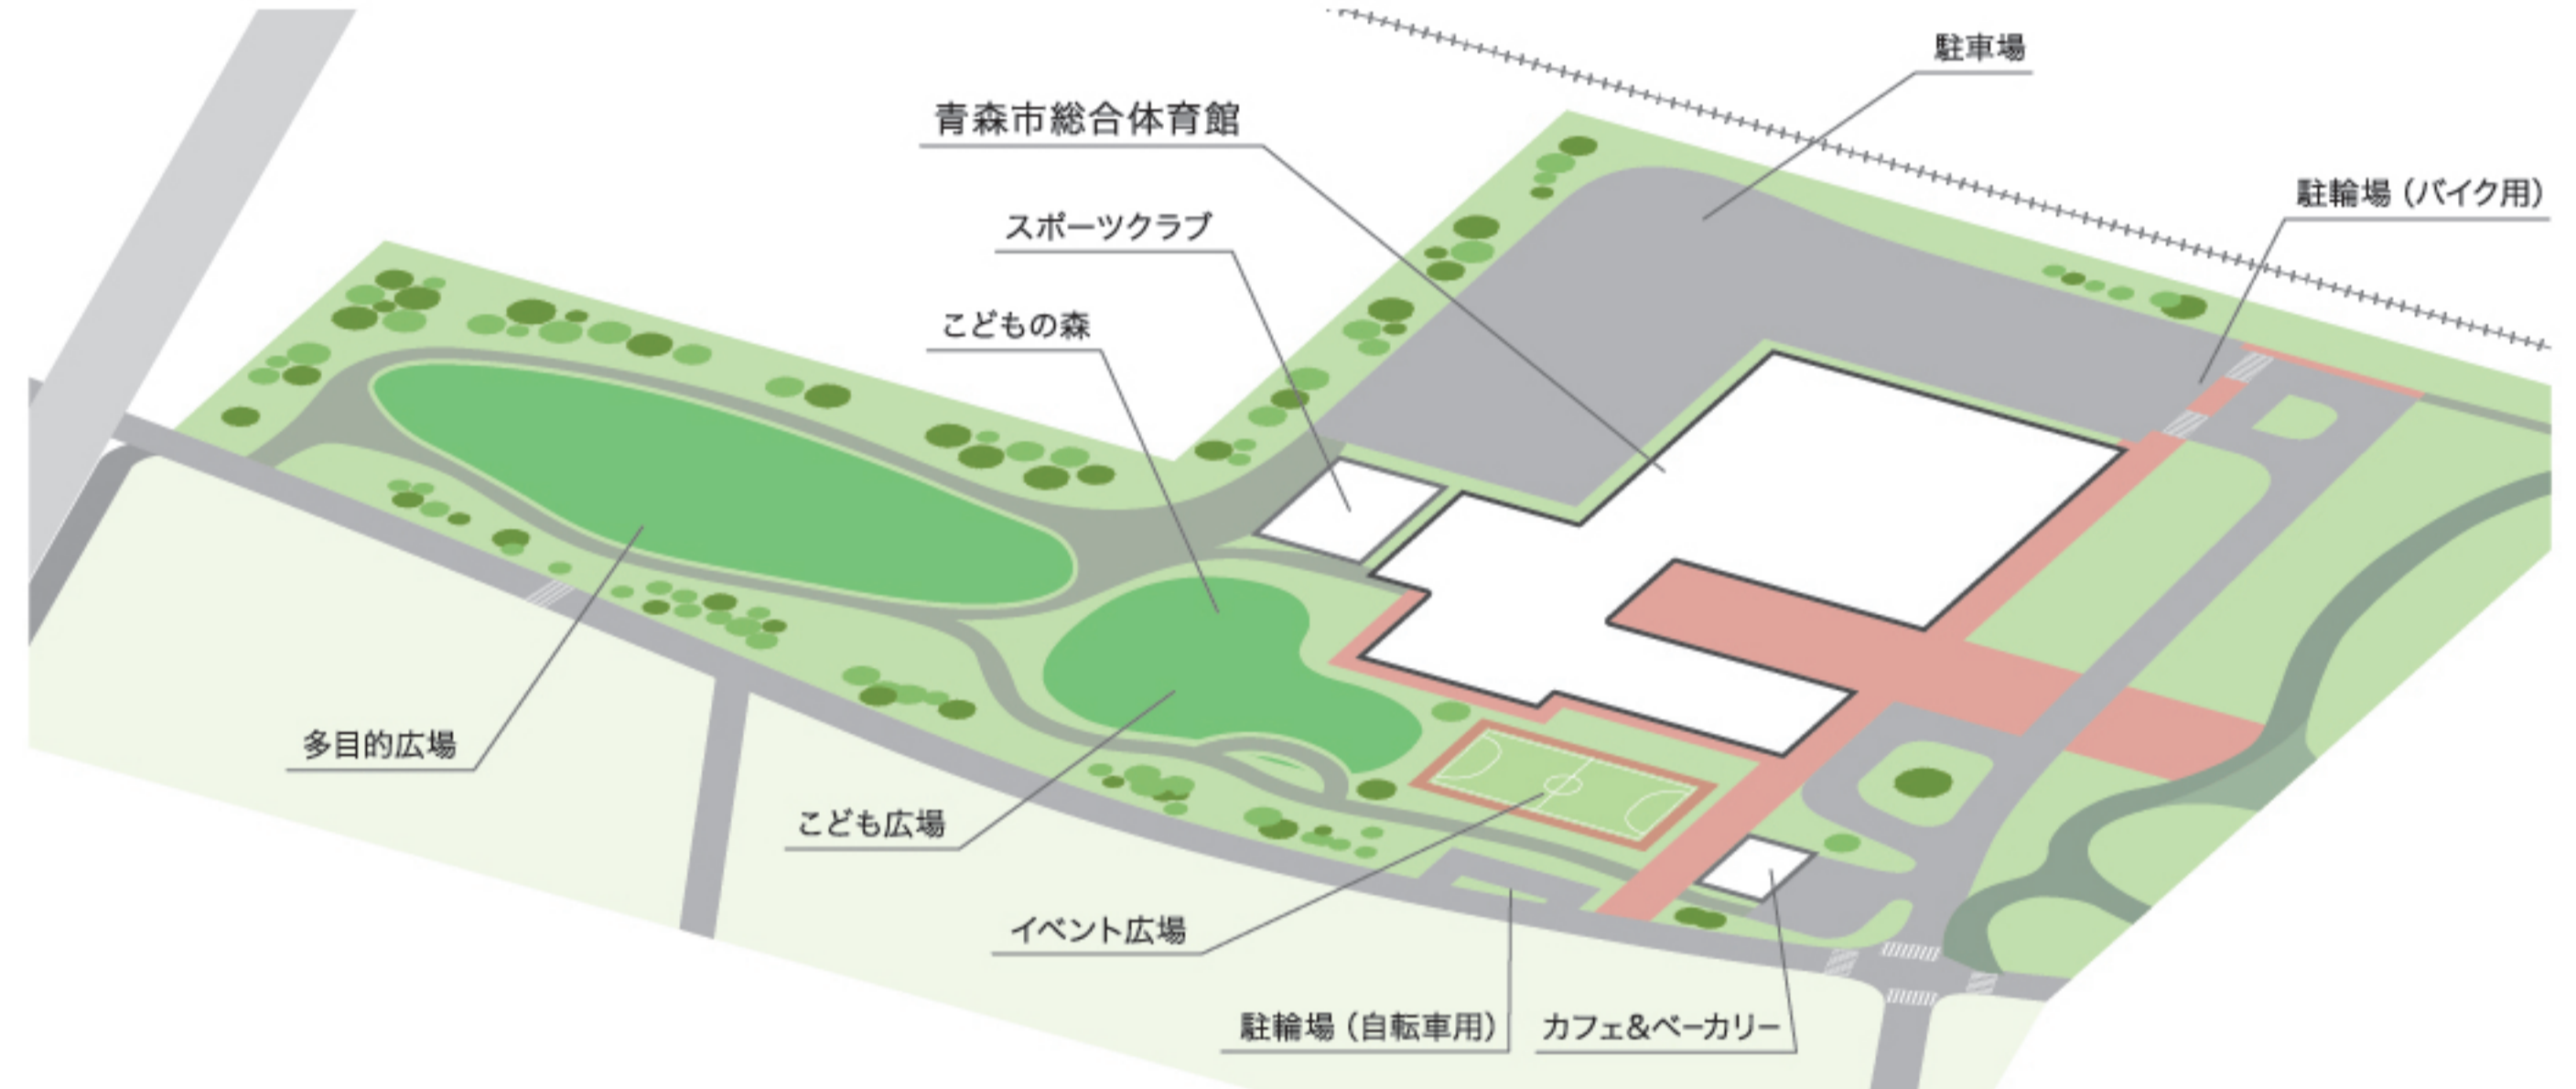 駐車場
青森市総合体育館
駐輪場（バイク用）
スポーツクラブ
こどもの森
多目的広場
こども広場
イベント広場
駐輪場（自転車用）
カフェ&ベーカリー